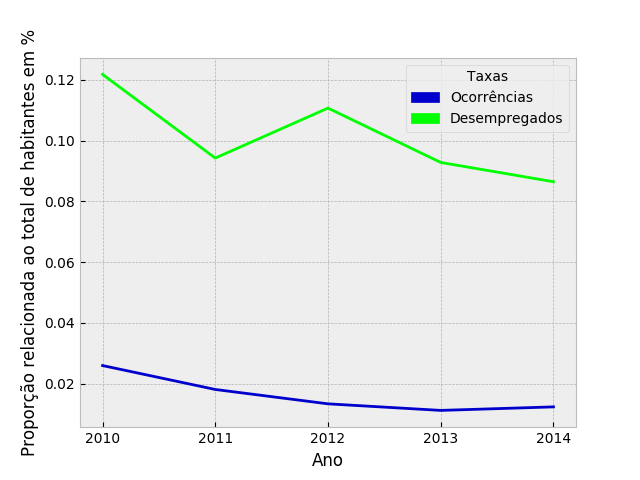 Proporção relacionada ao total de habitantes em %
0.12
0.10
0.08
0.06
0.04
0.02
Taxas
Ocorrências
Desempregados
2010 2011 2012 2013 2014
Ano